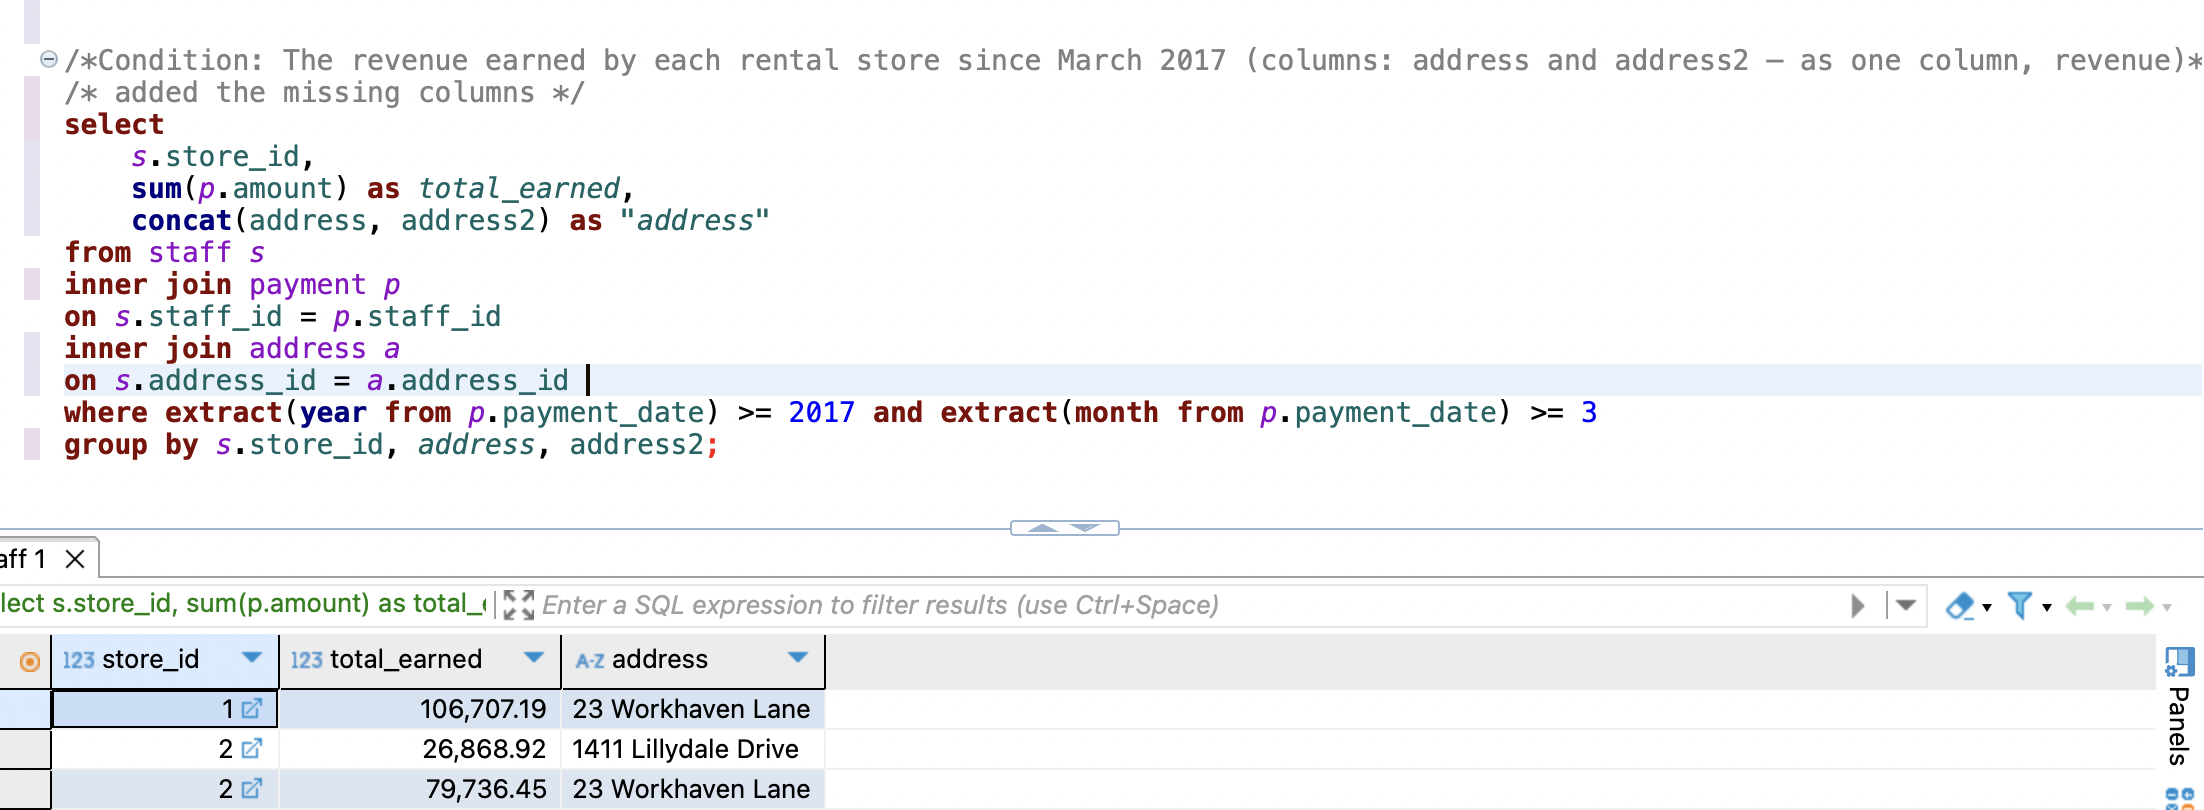 /*Condition: The revenue earned by each rental store since March 2017 (columns: address and address2 – as one column, revenue)*
/* added the missing columns */
select
s.store_id,
sum(p.amount) as total_earned,
concat(address, address2) as "address"
from staff s
inner join payment p
on s.staff_id = p.staff_id
inner join address a
on s.address_id = a.address_id
where extract(year from p.payment_date) >= 2017 and extract(month from p.payment_date) >= 3
group by s.store_id, address, address2;
aff 1
lect s.store_id, sum(p.amount) as total_e Enter a SQL expression to filter results (use Ctrl+Space)
123 store_id 123 total_earned A-Z address
1 106,707.19 23 Workhaven Lane
2 26,868.92 1411 Lillydale Drive
2 79,736.45 23 Workhaven Lane
Panels